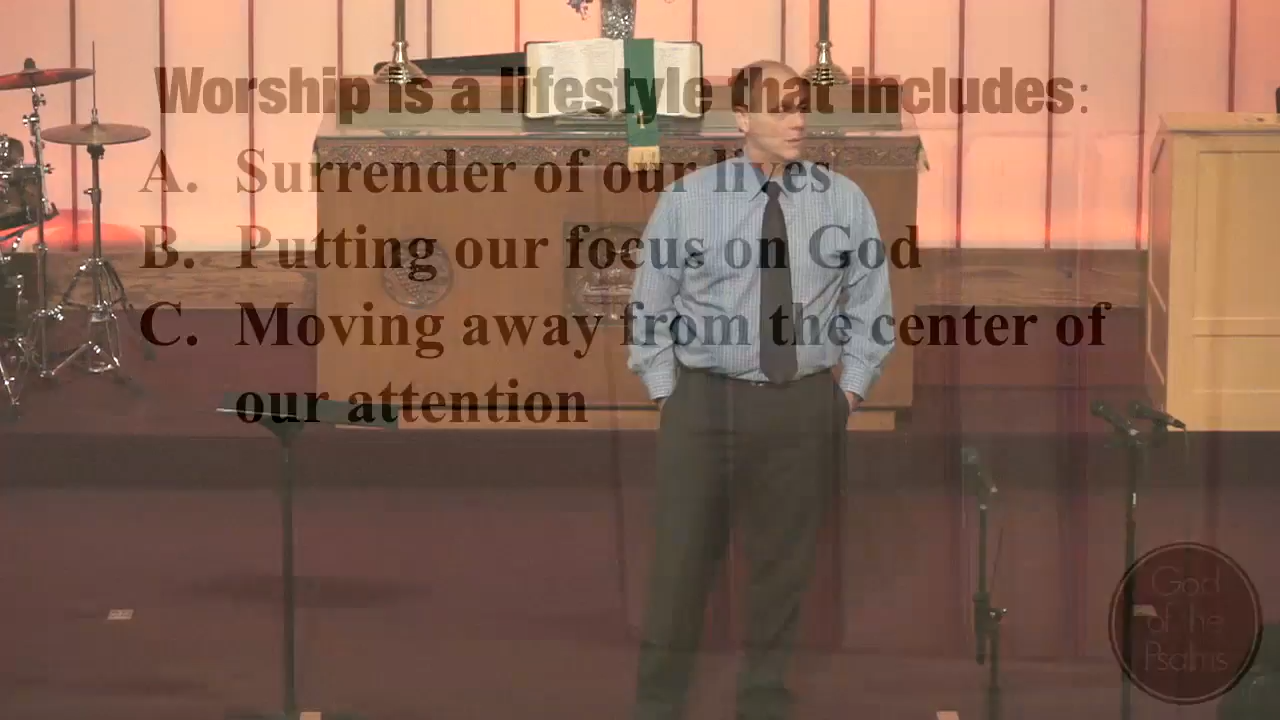 Worship is a lifestyle that includes:
A. Surrender of our lives
B. Putting our focus on God
C. Moving away from the center of
our attention
God
of the
Psalms